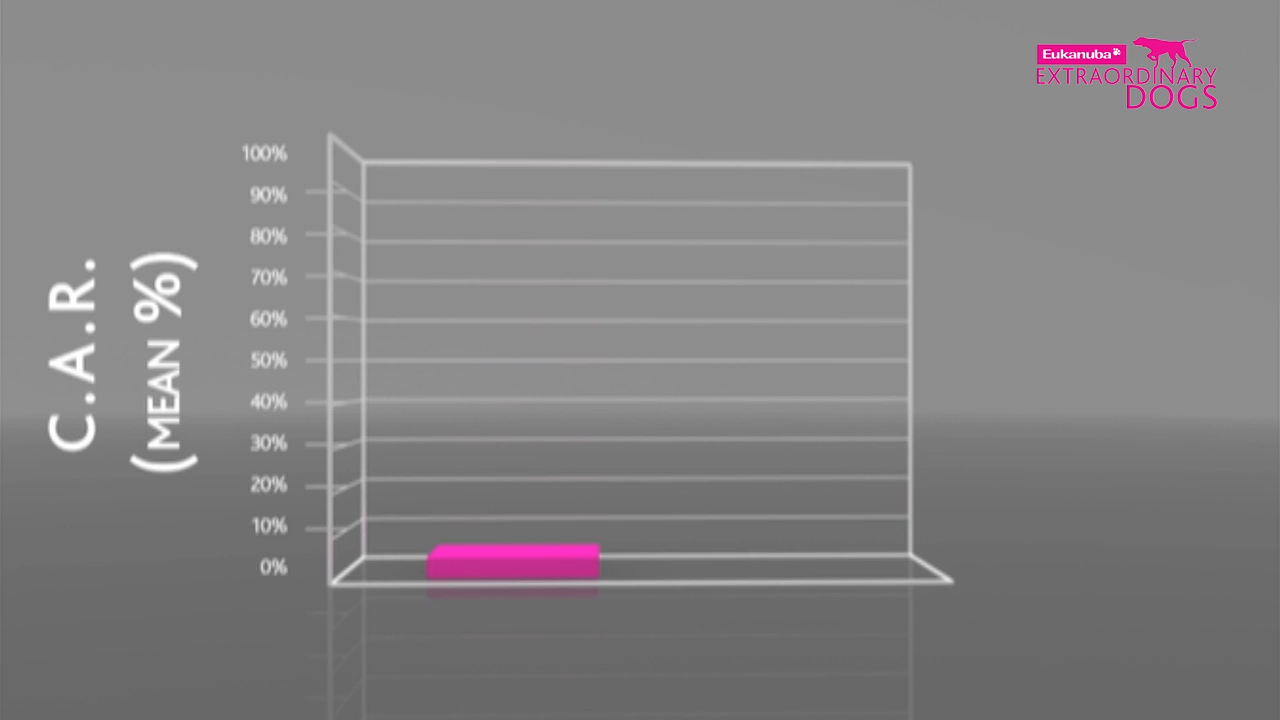 Eukanuba
EXTRAORDINARY
DOGS
C.A.R.
(MEAN %)
100%
90%
80%
70%
60%
50%
40%
30%
20%
10%
0%